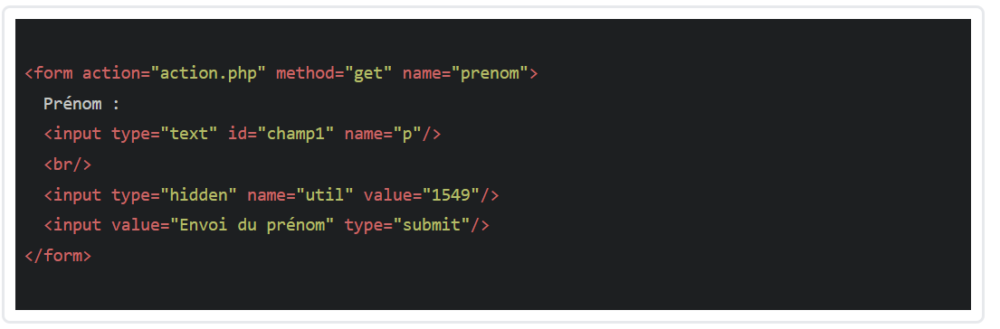 <form action="action.php" method="get" name="prenom">
Prénom :
<input type="text" id="champ1" name="p"/>
<br/>
<input type="hidden" name="util" value="1549"/>
<input value="Envoi du prénom" type="submit"/>
</form>